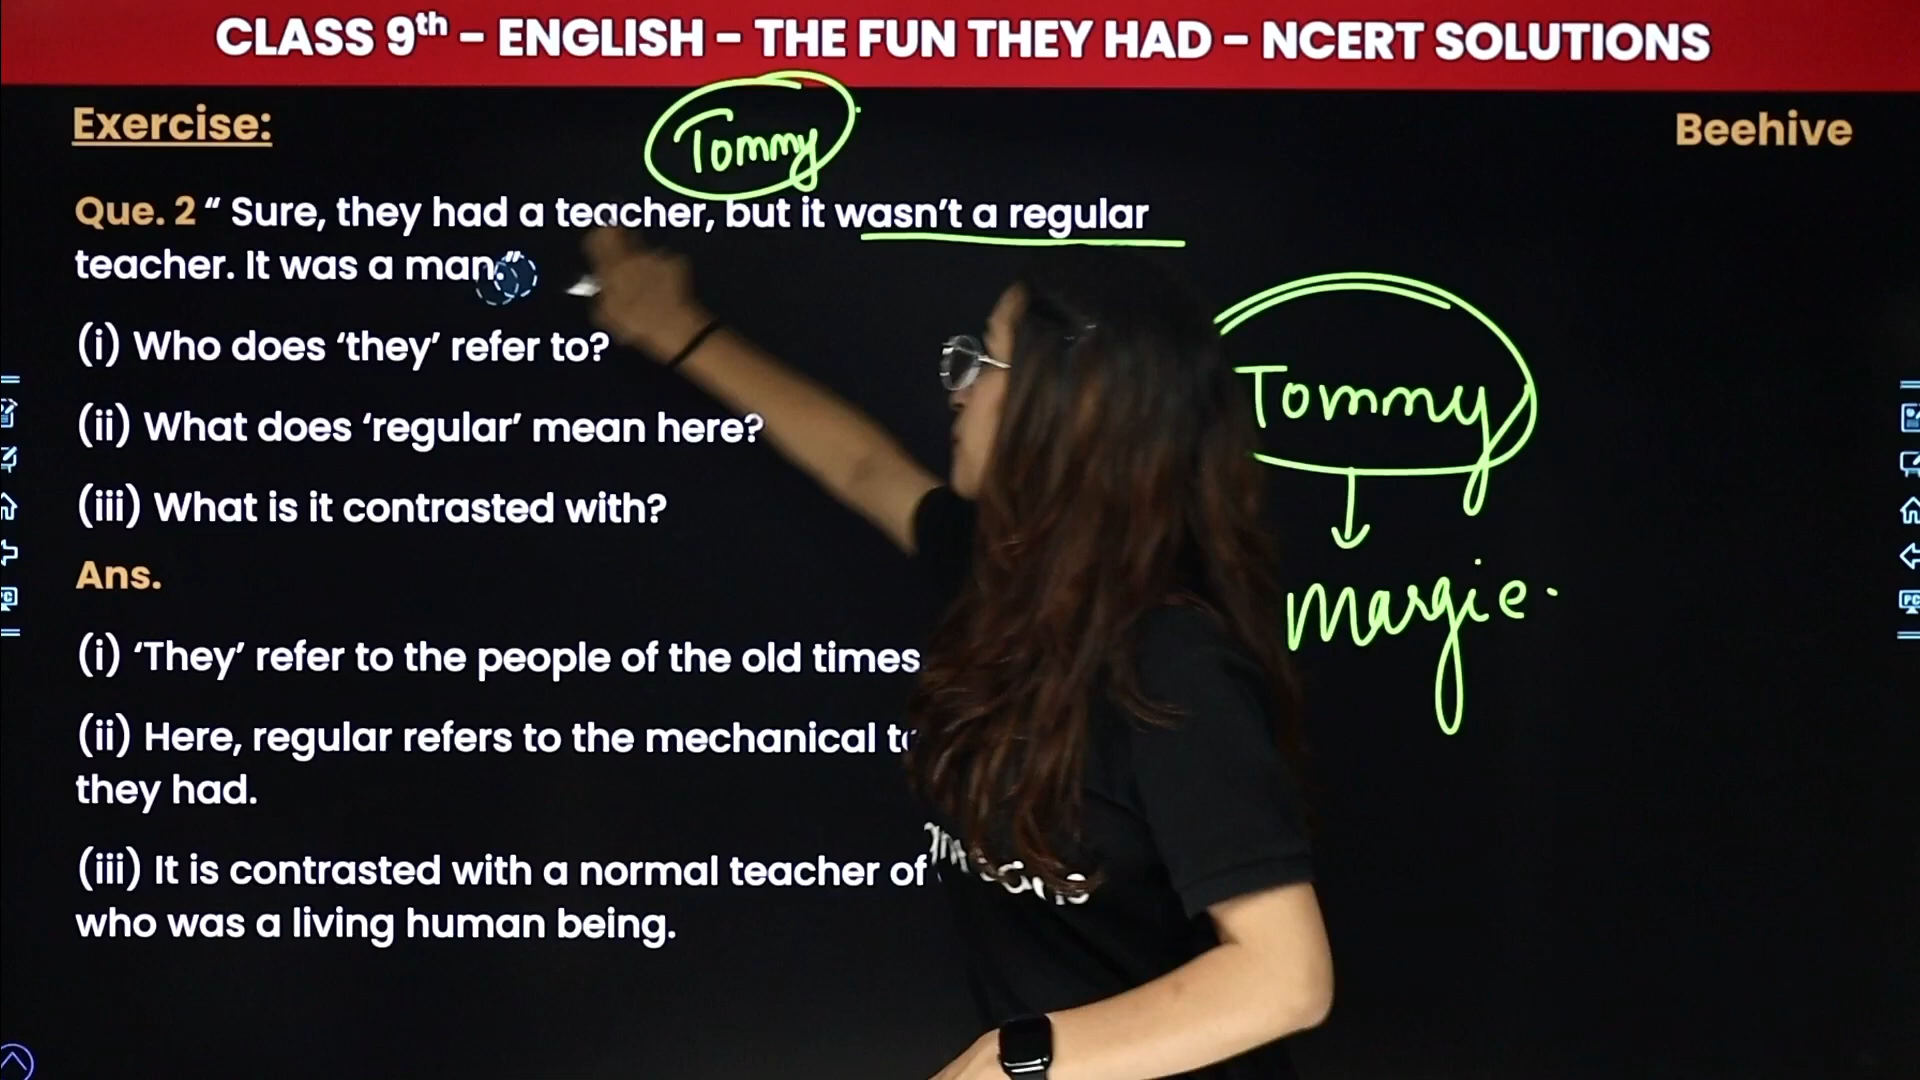 CLASS 9th – ENGLISH – THE FUN THEY HAD – NCERT SOLUTIONS
Exercise:
Beehive
Tommy
Que. 2 “ Sure, they had a teacher, but it wasn’t a regular
teacher. It was a man.”
(i) Who does ‘they’ refer to?
(ii) What does ‘regular’ mean here?
(iii) What is it contrasted with?
Tommy
Margie.
Ans.
(i) ‘They’ refer to the people of the old times
(ii) Here, regular refers to the mechanical
they had.
(iii) It is contrasted with a normal teacher of
who was a living human being.